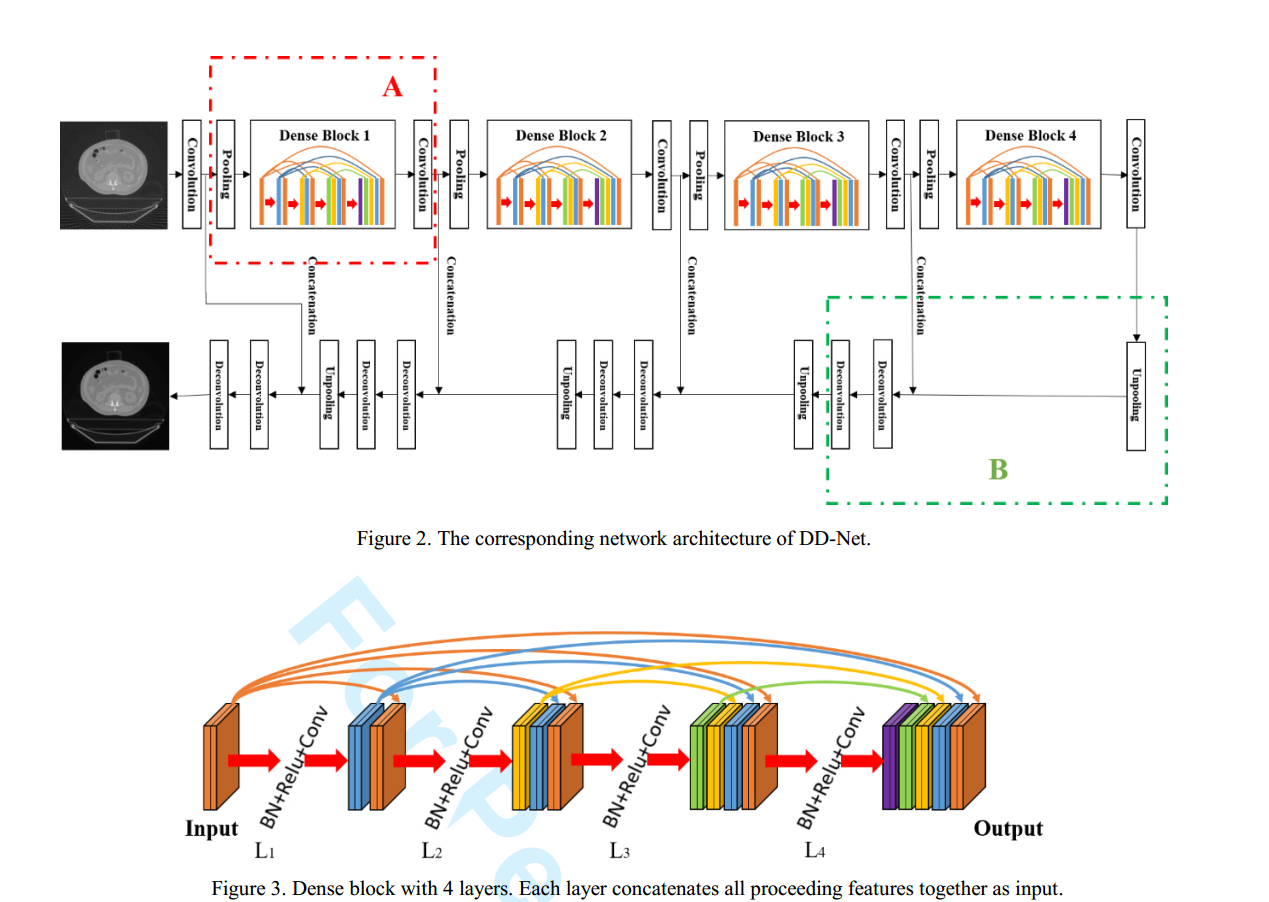 A
Convolution
Pooling
Dense Block 1
Convolution
Pooling
Dense Block 2
Convolution
Pooling
Dense Block 3
Convolution
Pooling
Dense Block 4
Convolution
Concatenation
Concatenation
Concatenation
Concatenation
Deconvolution
Deconvolution
Unpooling
Deconvolution
Deconvolution
Unpooling
Deconvolution
Deconvolution
Unpooling
Deconvolution
Deconvolution
Unpooling
B
Figure 2. The corresponding network architecture of DD-Net.
For Pe
BN+Relu+Conv
BN+Relu+Conv
BN+Relu+Conv
BN+Relu+Conv
Input
Output
L1
L2
L3
L4
Figure 3. Dense block with 4 layers. Each layer concatenates all proceeding features together as input.